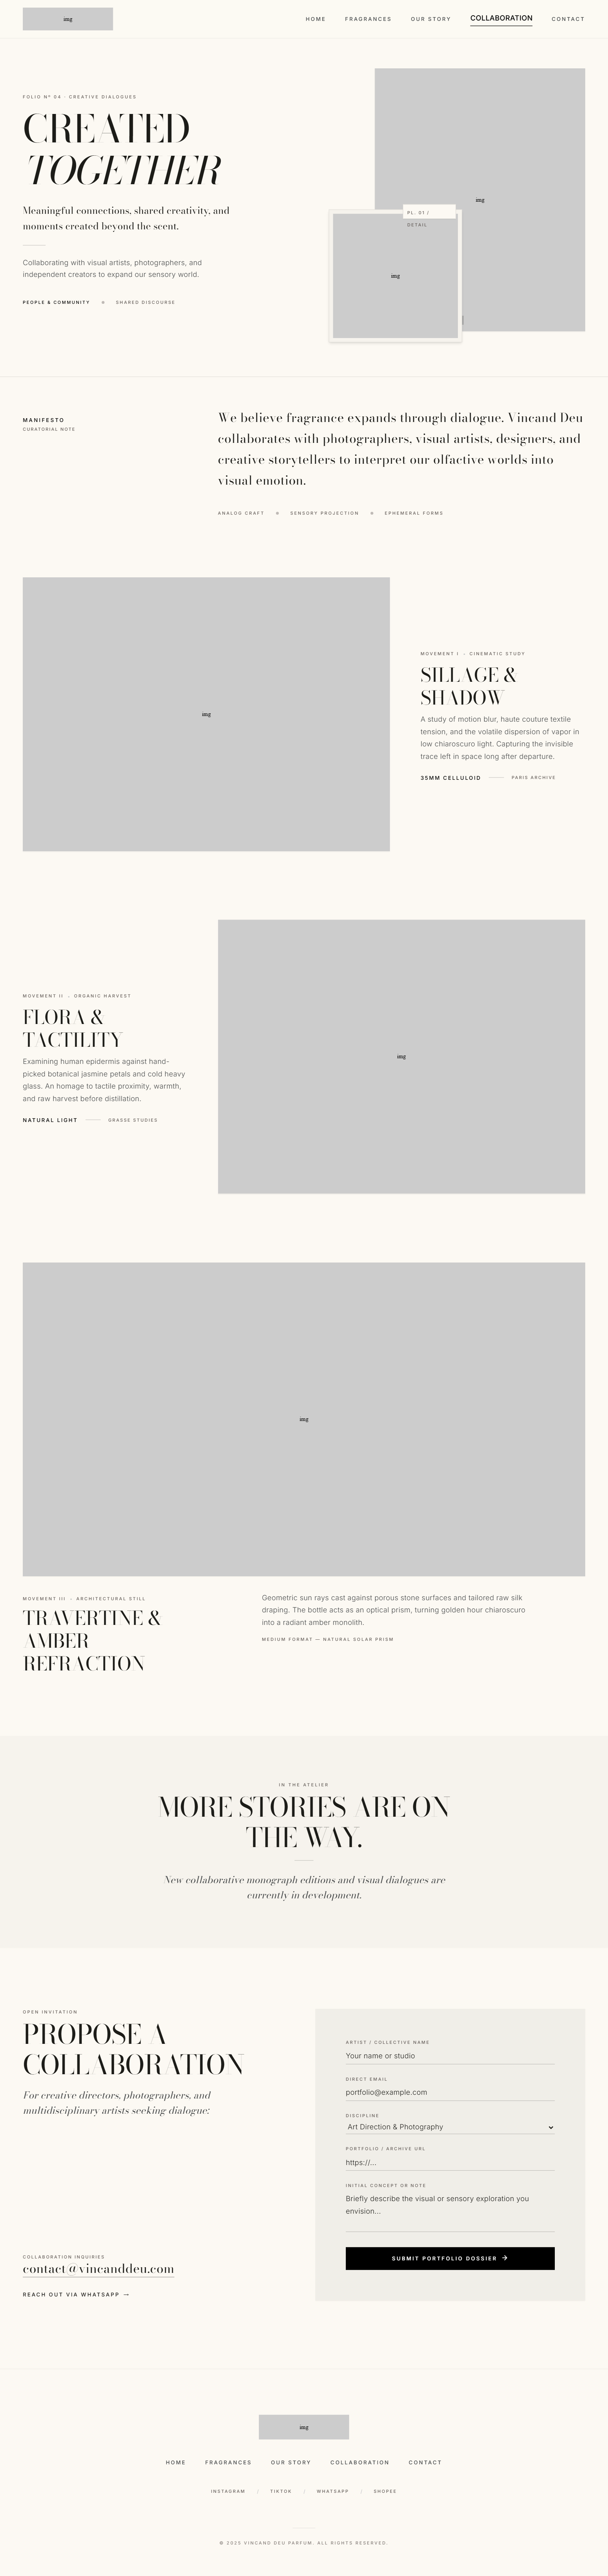 img
HOME FRAGRANCES OUR STORY COLLABORATION CONTACT
FOLIO Nº 04 · CREATIVE DIALOGUES
CREATED
TOGETHER
Meaningful connections, shared creativity, and
moments created beyond the scent.
Collaborating with visual artists, photographers, and
independent creators to expand our sensory world.
PEOPLE & COMMUNITY SHARED DISCOURSE
img
PL. 01 /
DETAIL
img
MANIFESTO
CURATORIAL NOTE
We believe fragrance expands through dialogue. Vincand Deu
collaborates with photographers, visual artists, designers, and
creative storytellers to interpret our olfactive worlds into
visual emotion.
ANALOG CRAFT SENSORY PROJECTION EPHEMERAL FORMS
img
MOVEMENT I · CINEMATIC STUDY
SILLAGE &
SHADOW
A study of motion blur, haute couture textile
tension, and the volatile dispersion of vapor in
low chiaroscuro light. Capturing the invisible
trace left in space long after departure.
35MM CELLULOID PARIS ARCHIVE
MOVEMENT II · ORGANIC HARVEST
FLORA &
TACTILITY
Examining human epidermis against hand-
picked botanical jasmine petals and cold heavy
glass. An homage to tactile proximity, warmth,
and raw harvest before distillation.
NATURAL LIGHT GRASSE STUDIES
img
img
MOVEMENT III · ARCHITECTURAL STILL
TRAVERTINE &
AMBER
REFRACTION
Geometric sun rays cast against porous stone surfaces and tailored raw silk
draping. The bottle acts as an optical prism, turning golden hour chiaroscuro
into a radiant amber monolith.
MEDIUM FORMAT — NATURAL SOLAR PRISM
IN THE ATELIER
MORE STORIES ARE ON
THE WAY.
New collaborative monograph editions and visual dialogues are
currently in development.
OPEN INVITATION
PROPOSE A
COLLABORATION
For creative directors, photographers, and
multidisciplinary artists seeking dialogue:
COLLABORATION INQUIRIES
contact@vincanddeu.com
REACH OUT VIA WHATSAPP →
ARTIST / COLLECTIVE NAME
Your name or studio
DIRECT EMAIL
portfolio@example.com
DISCIPLINE
Art Direction & Photography
PORTFOLIO / ARCHIVE URL
https://...
INITIAL CONCEPT OR NOTE
Briefly describe the visual or sensory exploration you
envision...
SUBMIT PORTFOLIO DOSSIER →
img
HOME FRAGRANCES OUR STORY COLLABORATION CONTACT
INSTAGRAM | TIKTOK | WHATSAPP | SHOPEE
© 2025 VINCAND DEU PARFUM. ALL RIGHTS RESERVED.